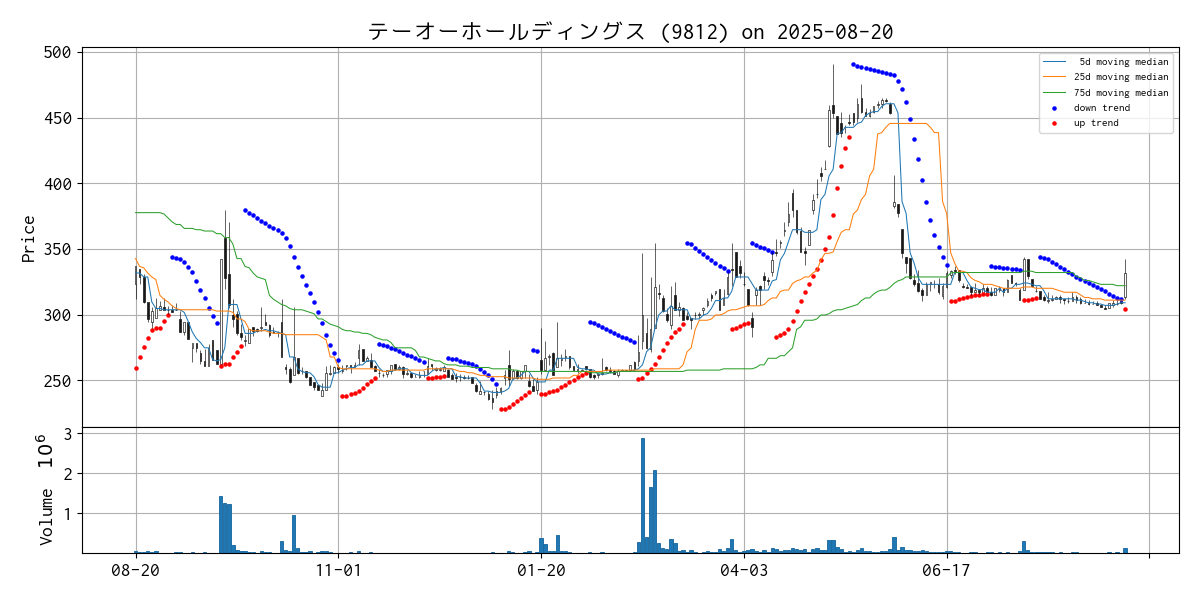 テーオーホールディングス (9812) on 2025-08-20
5d moving median
25d moving median
75d moving median
down trend
up trend
Price
500
450
400
350
300
250
Volume 10^6
3
2
1
08-20 11-01 01-20 04-03 06-17